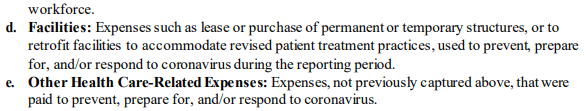 workforce.
d. Facilities: Expenses such as lease or purchase of permanent or temporary structures, or to
retrofit facilities to accommodate revised patient treatment practices, used to prevent, prepare
for, and/or respond to coronavirus during the reporting period.
e. Other Health Care-Related Expenses: Expenses, not previously captured above, that were
paid to prevent, prepare for, and/or respond to coronavirus.